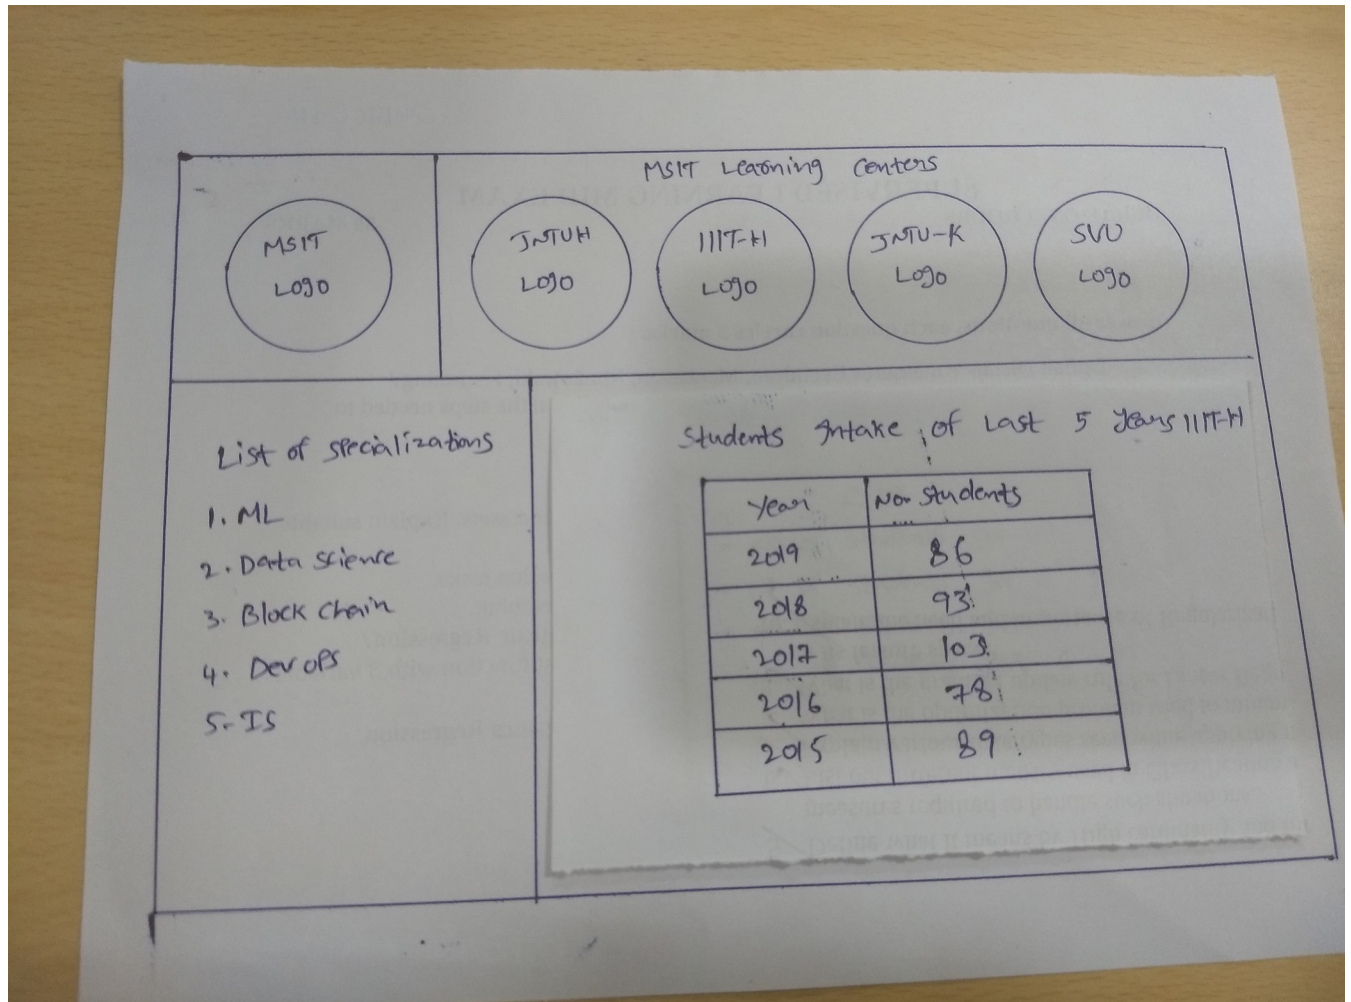 MSIT Learning Centers
MSIT
Logo
JNTUH
Logo
IIIT-H
Logo
JNTU-K
Logo
SVU
Logo
List of specializations
1. ML
2. Data science
3. Block chain
4. Dev ops
5. IS
Students Intake of Last 5 Years IIIT-H
Year No. Students
2019 86
2018 93
2017 103
2016 78
2015 89